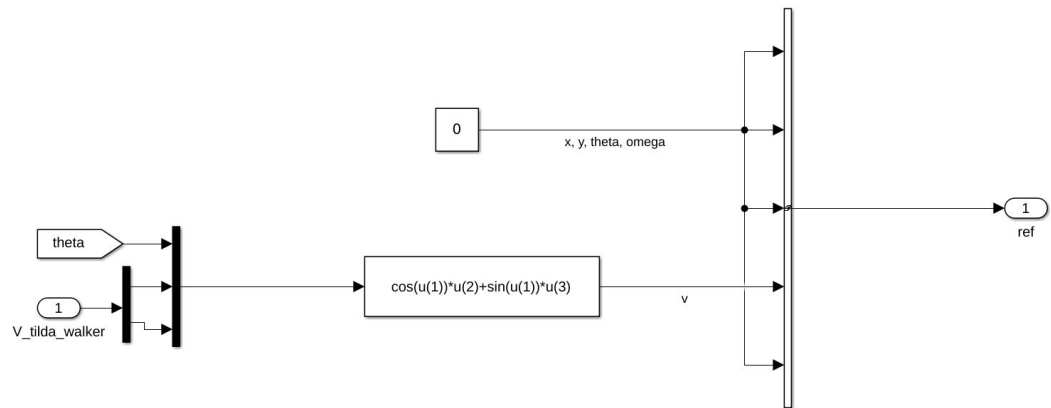 0
x, y, theta, omega
1
ref
theta
cos(u(1))*u(2)+sin(u(1))*u(3)
v
1
V_tilda_walker